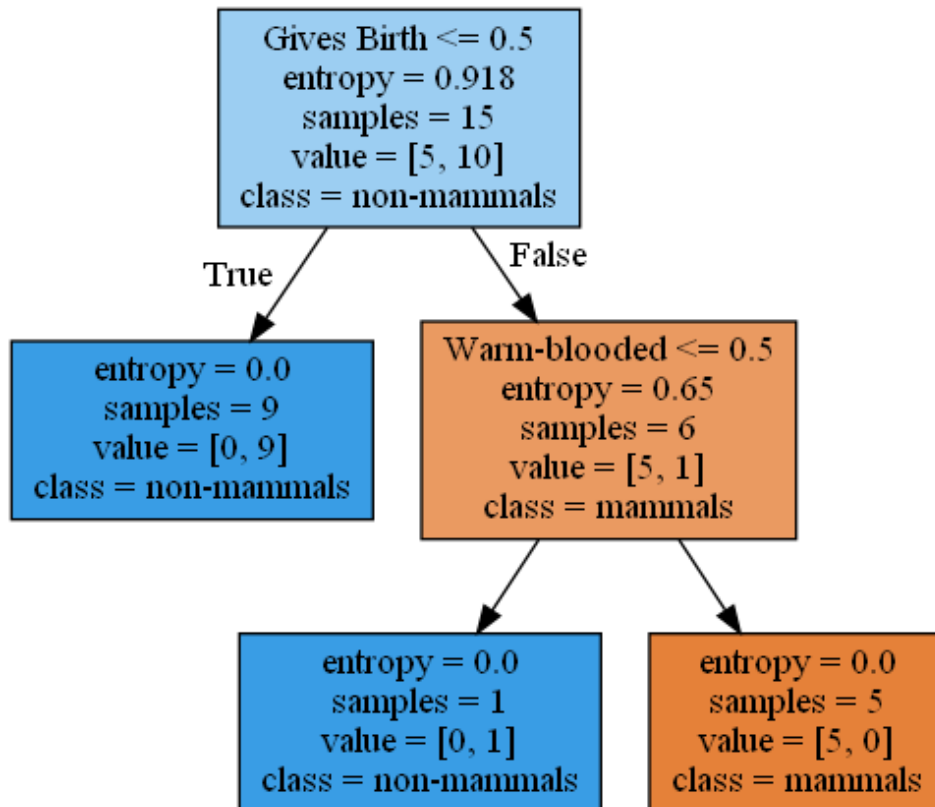 Gives Birth <= 0.5
entropy = 0.918
samples = 15
value = [5, 10]
class = non-mammals
True
False
entropy = 0.0
samples = 9
value = [0, 9]
class = non-mammals
Warm-blooded <= 0.5
entropy = 0.65
samples = 6
value = [5, 1]
class = mammals
entropy = 0.0
samples = 1
value = [0, 1]
class = non-mammals
entropy = 0.0
samples = 5
value = [5, 0]
class = mammals